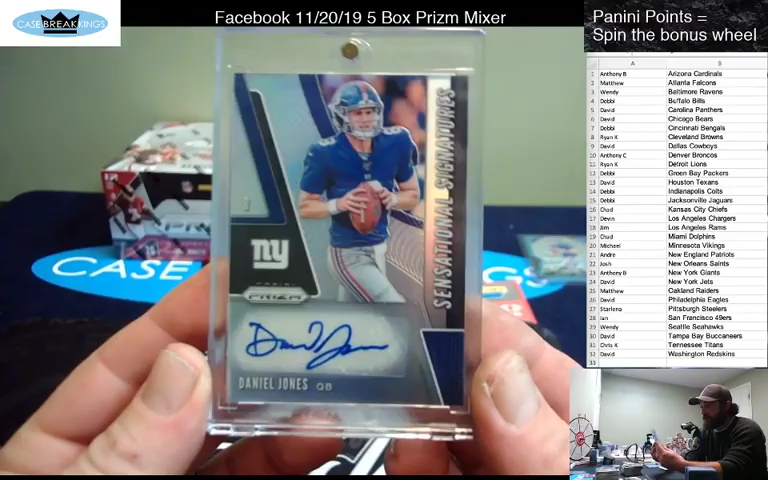 CASE BREAK KINGS
Facebook 11/20/19 5 Box Prizm Mixer
Panini Points =
Spin the bonus wheel
SENSATIONAL SIGNATURES
ny
PRIZM
DANIEL JONES QB
CASE
A B
1 Anthony B Arizona Cardinals
2 Matthew Atlanta Falcons
3 Wendy Baltimore Ravens
4 Debbi Buffalo Bills
5 David Carolina Panthers
6 David Chicago Bears
7 Debbi Cincinnati Bengals
8 Ryan K Cleveland Browns
9 David Dallas Cowboys
10 Anthony C Denver Broncos
11 Ryan K Detroit Lions
12 Debbi Green Bay Packers
13 David Houston Texans
14 Debbi Indianapolis Colts
15 Debbi Jacksonville Jaguars
16 Chad Kansas City Chiefs
17 Devin Los Angeles Chargers
18 Jim Los Angeles Rams
19 Chad Miami Dolphins
20 Michael Minnesota Vikings
21 Andre New England Patriots
22 Josh New Orleans Saints
23 Anthony B New York Giants
24 David New York Jets
25 Matthew Oakland Raiders
26 David Philadelphia Eagles
27 Starlena Pittsburgh Steelers
28 Ian San Francisco 49ers
29 Wendy Seattle Seahawks
30 David Tampa Bay Buccaneers
31 Chris K Tennessee Titans
32 David Washington Redskins
33